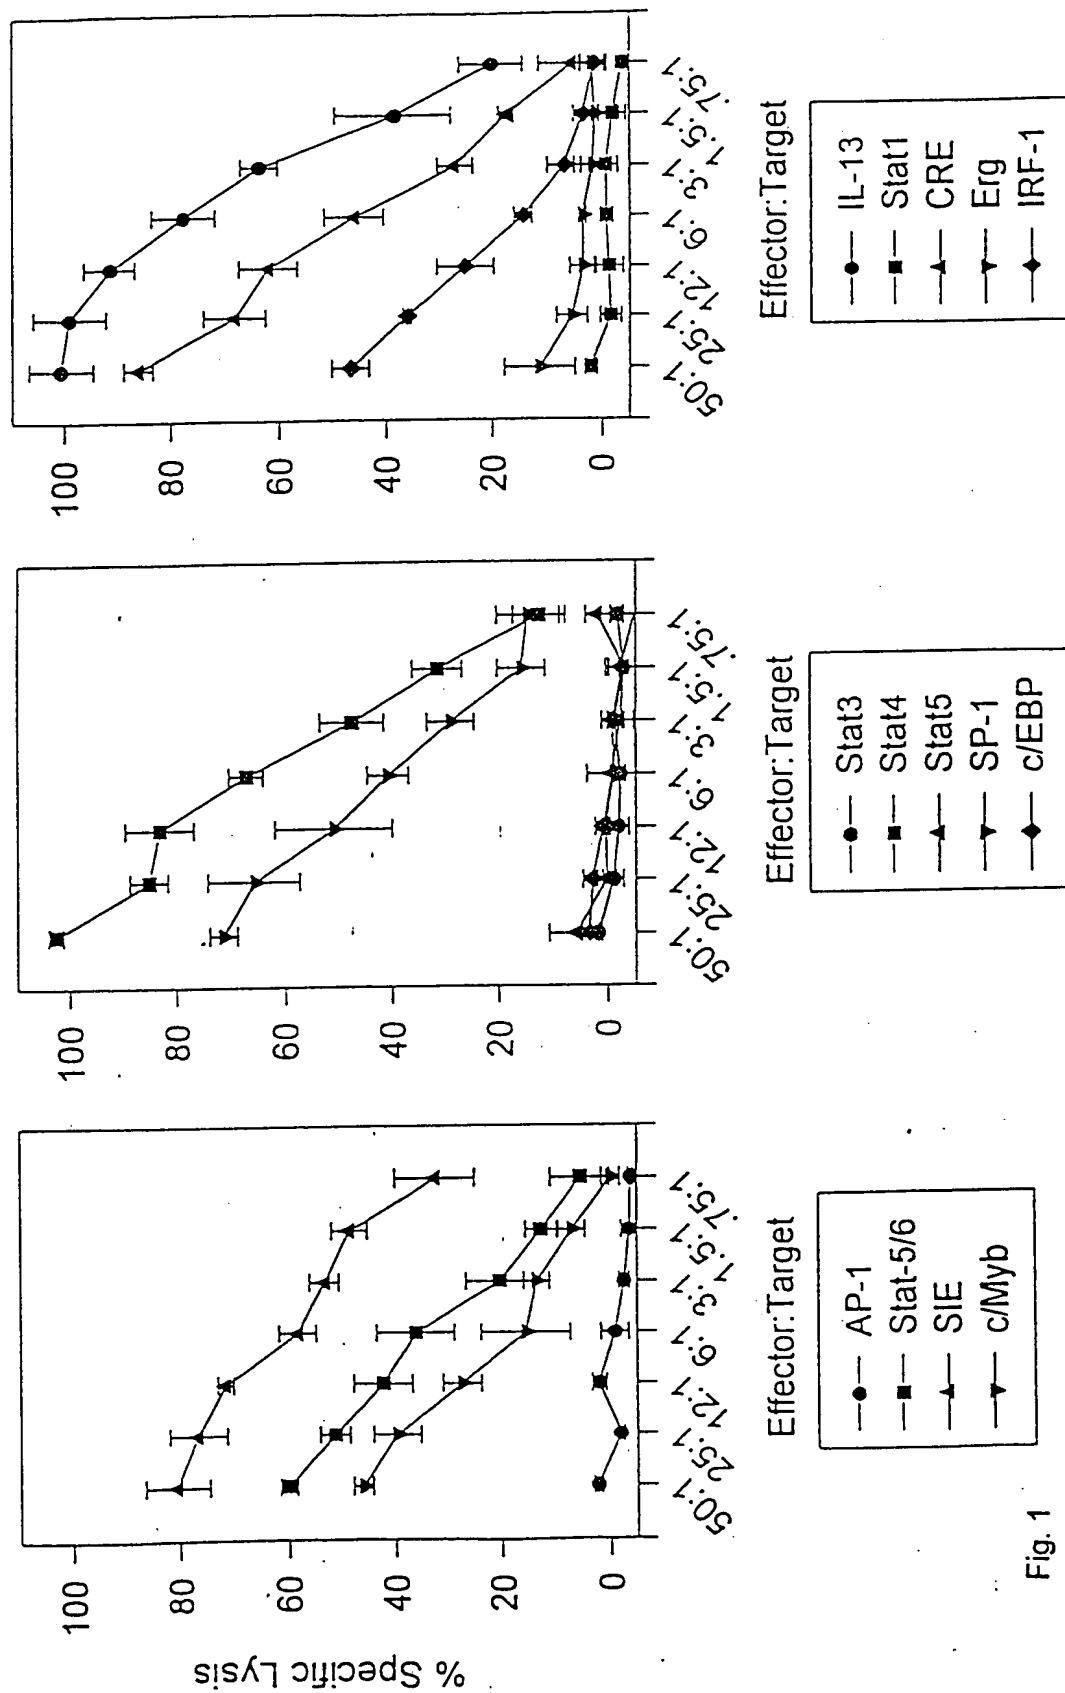 % Specific Lysis
100
80
60
40
20
0
50:1 25:1 12:1 6:1 3:1 1.5:1 .75:1
Effector:Target
AP-1
Stat-5/6
SIE
c/Myb
100
80
60
40
20
0
50:1 25:1 12:1 6:1 3:1 1.5:1 .75:1
Effector:Target
Stat3
Stat4
Stat5
SP-1
c/EBP
100
80
60
40
20
0
50:1 25:1 12:1 6:1 3:1 1.5:1 .75:1
Effector:Target
IL-13
Stat1
CRE
Erg
IRF-1
Fig. 1